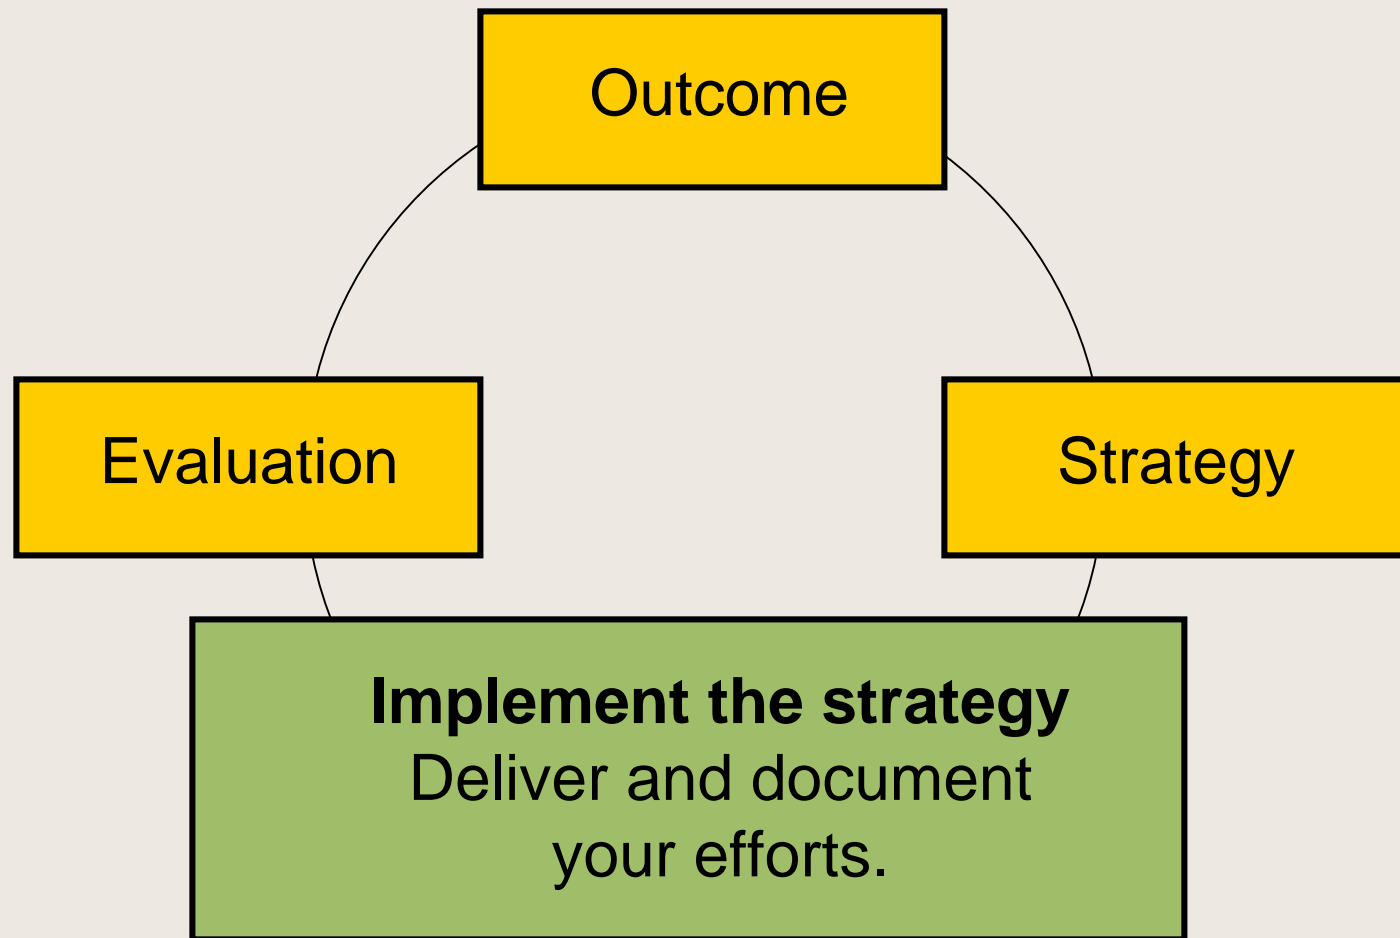 Outcome
Evaluation
Strategy
Implement the strategy
Deliver and document
your efforts.